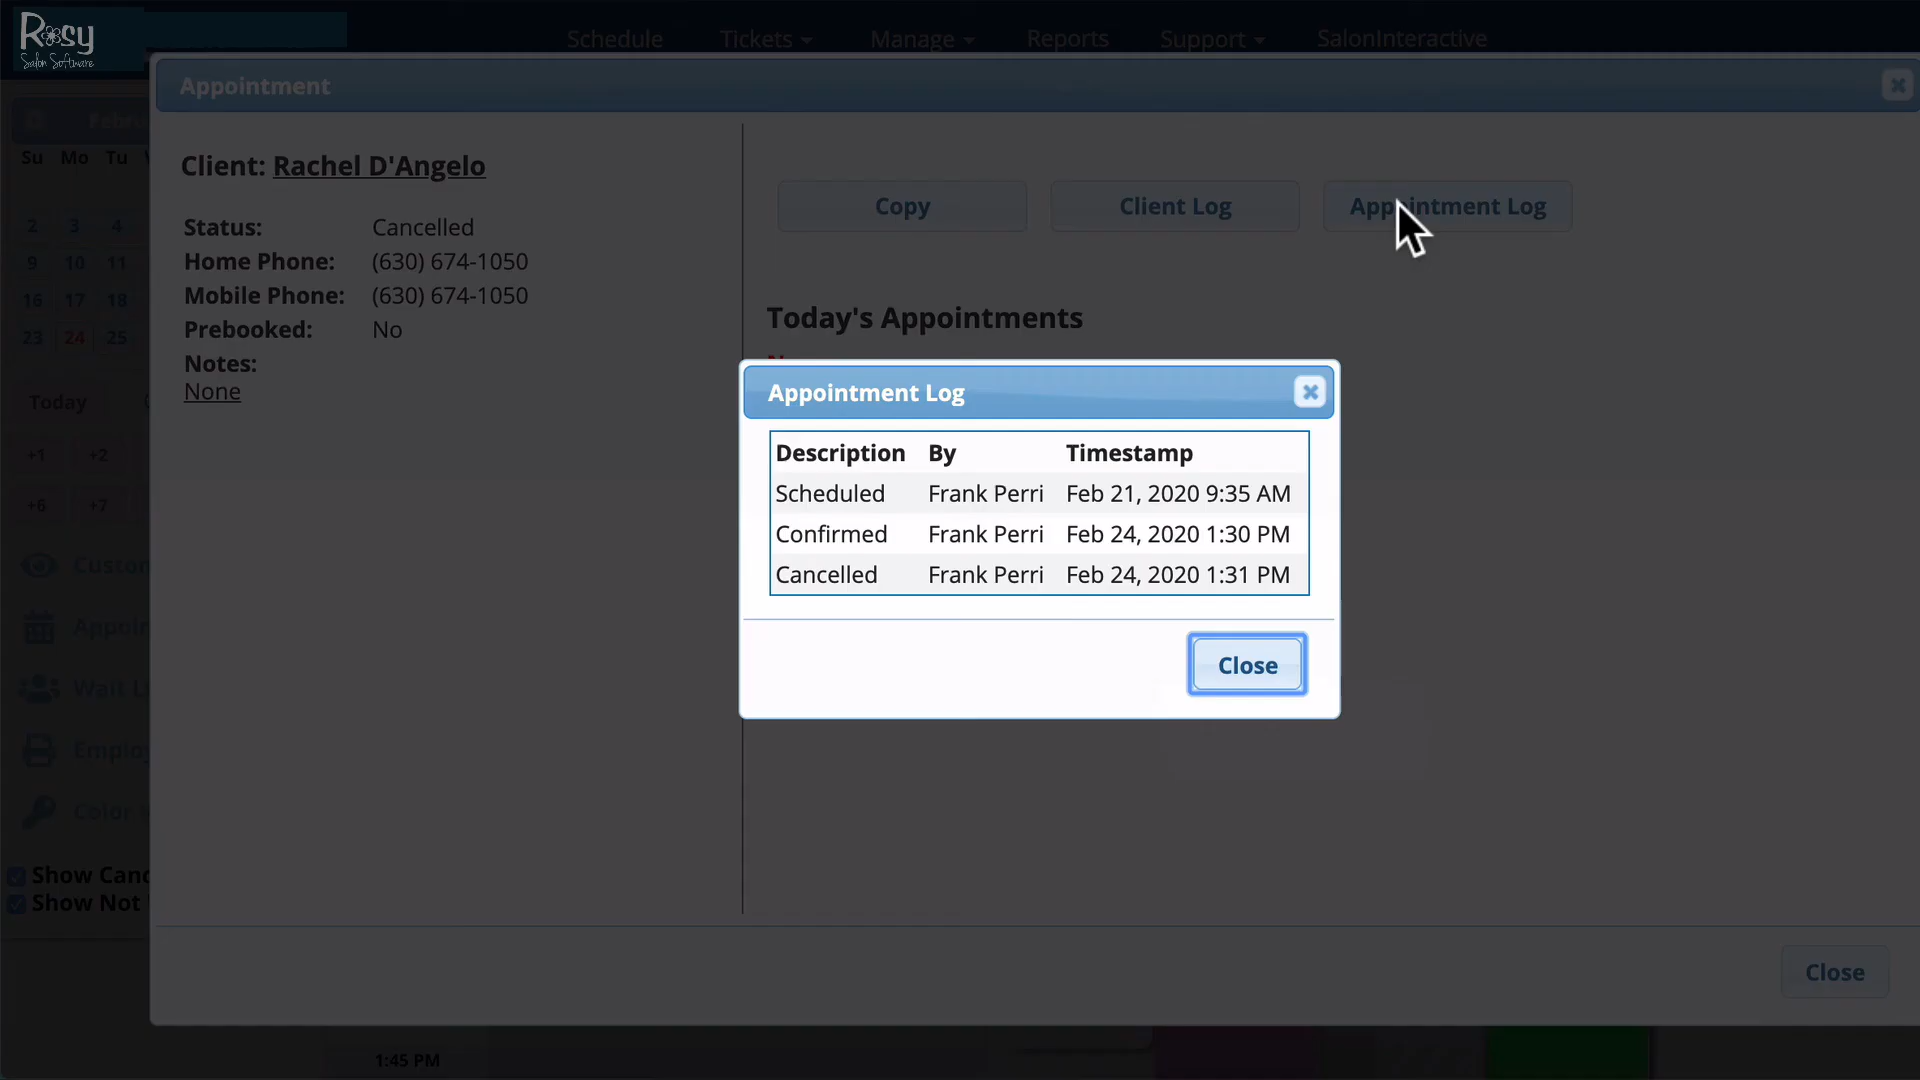 Rosy
Salon Software
Schedule
Tickets
Manage
Reports
Support
SalonInteractive
Appointment
Su Mo Tu
2 3 4
9 10 11
16 17 18
23 24 25
Today
+1 +2
+6 +7
Show Not
Client: Rachel D'Angelo
Status: Cancelled
Home Phone: (630) 674-1050
Mobile Phone: (630) 674-1050
Prebooked: No
Notes:
None
Copy
Client Log
Appointment Log
Today's Appointments
Appointment Log
Description By Timestamp
Scheduled Frank Perri Feb 21, 2020 9:35 AM
Confirmed Frank Perri Feb 24, 2020 1:30 PM
Cancelled Frank Perri Feb 24, 2020 1:31 PM
Close
Close
1:45 PM